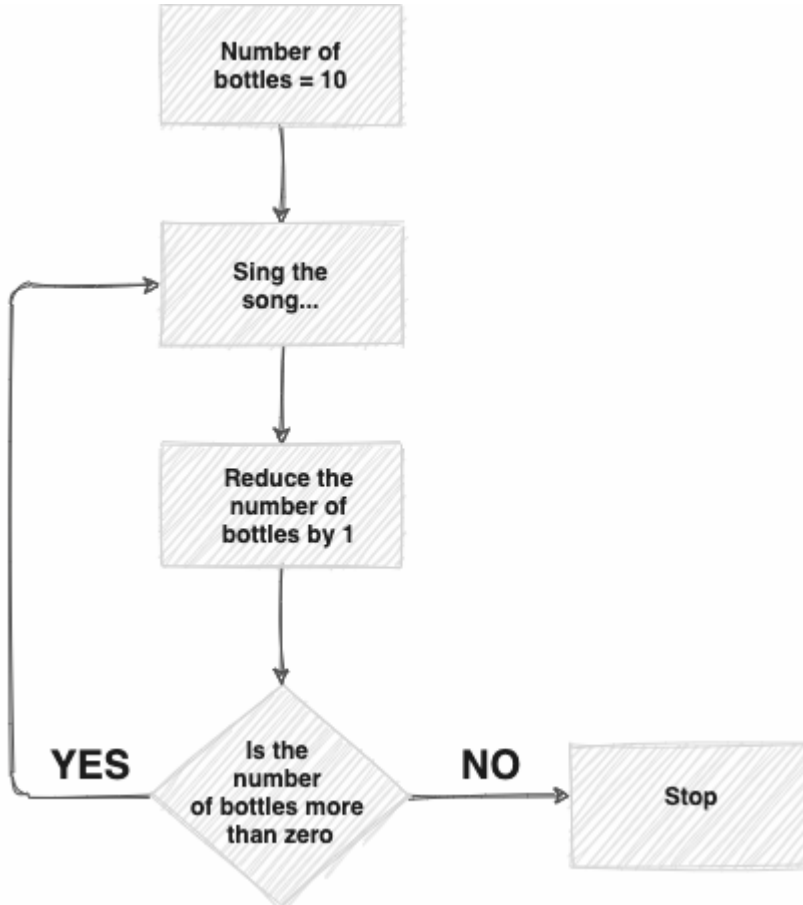 Number of
bottles = 10
Sing the
song...
Reduce the
number of
bottles by 1
Is the
number
of bottles more
than zero
YES
NO
Stop